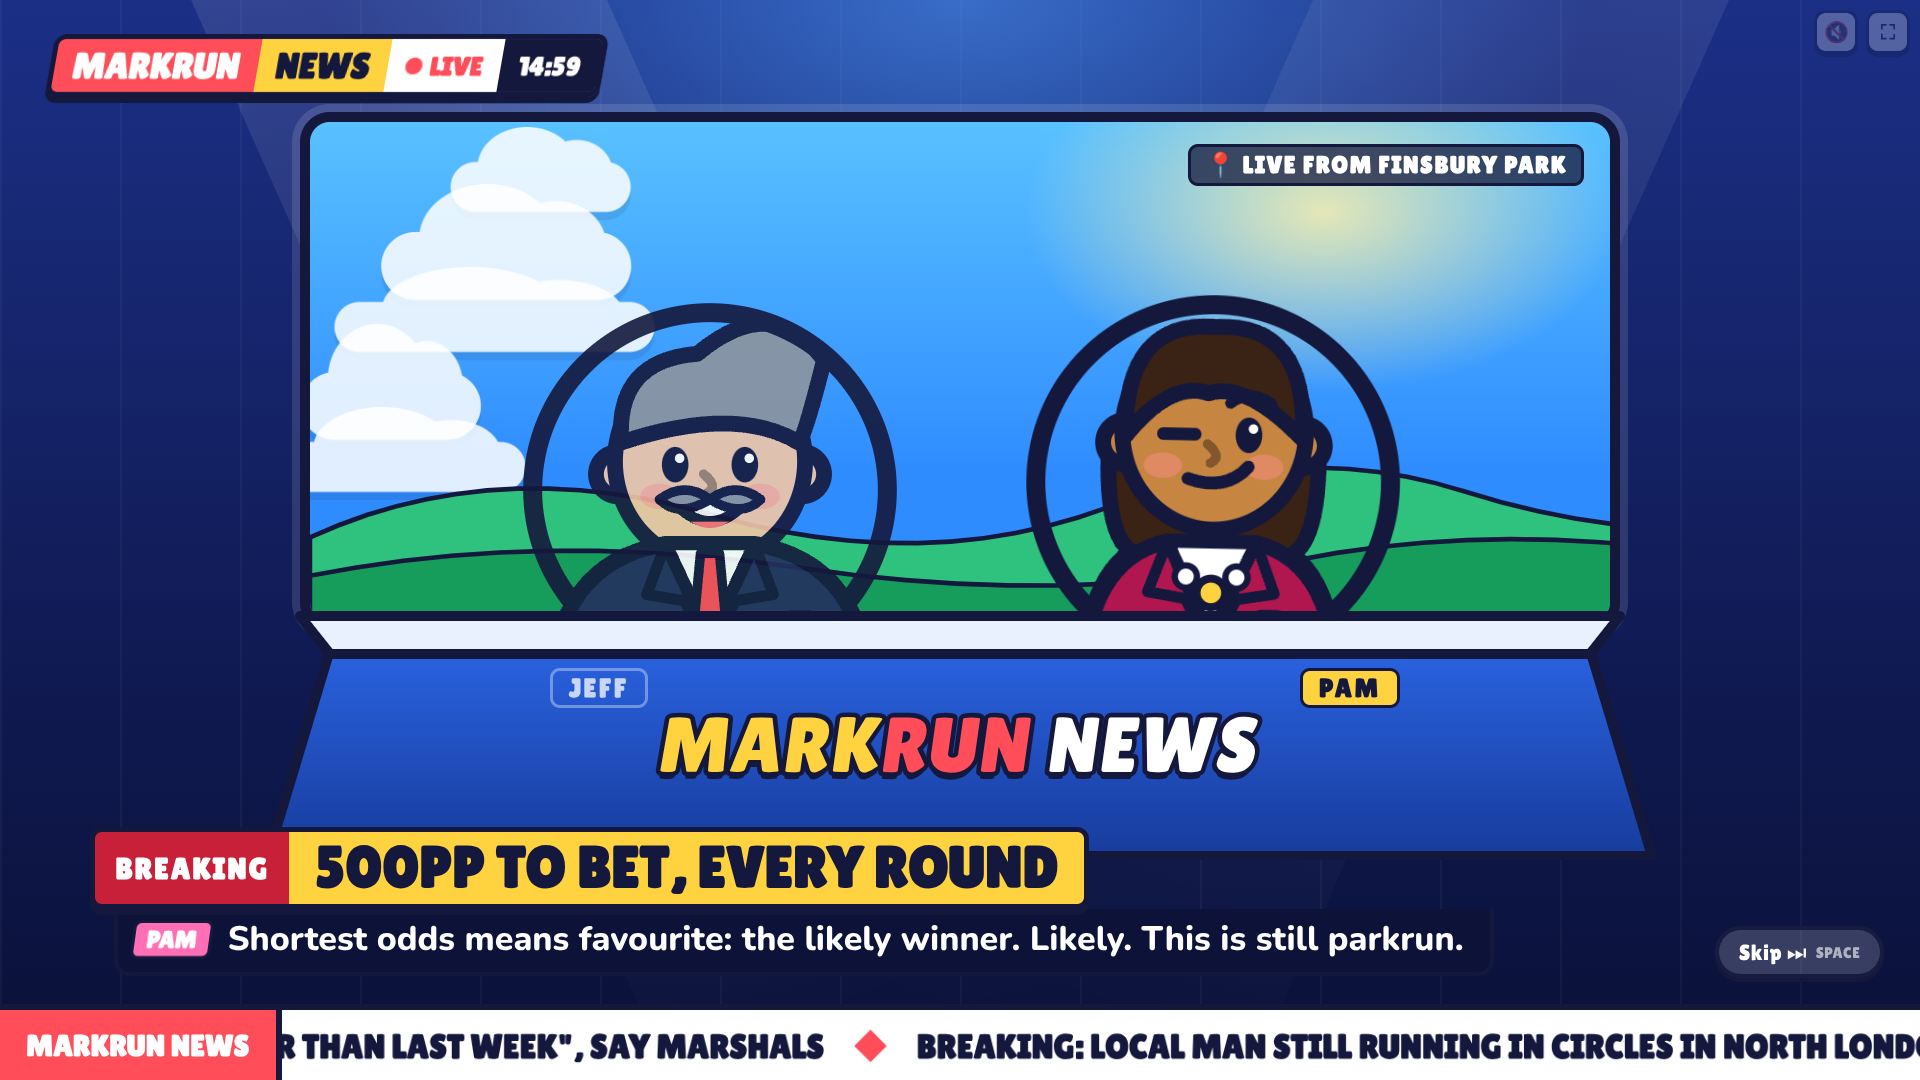 MARKRUN NEWS LIVE 14:59
📍 LIVE FROM FINSBURY PARK
JEFF
PAM
MARKRUN NEWS
BREAKING 500PP TO BET, EVERY ROUND
PAM Shortest odds means favourite: the likely winner. Likely. This is still parkrun.
Skip ⏭ SPACE
MARKRUN NEWS R THAN LAST WEEK", SAY MARSHALS ◆ BREAKING: LOCAL MAN STILL RUNNING IN CIRCLES IN NORTH LONDO